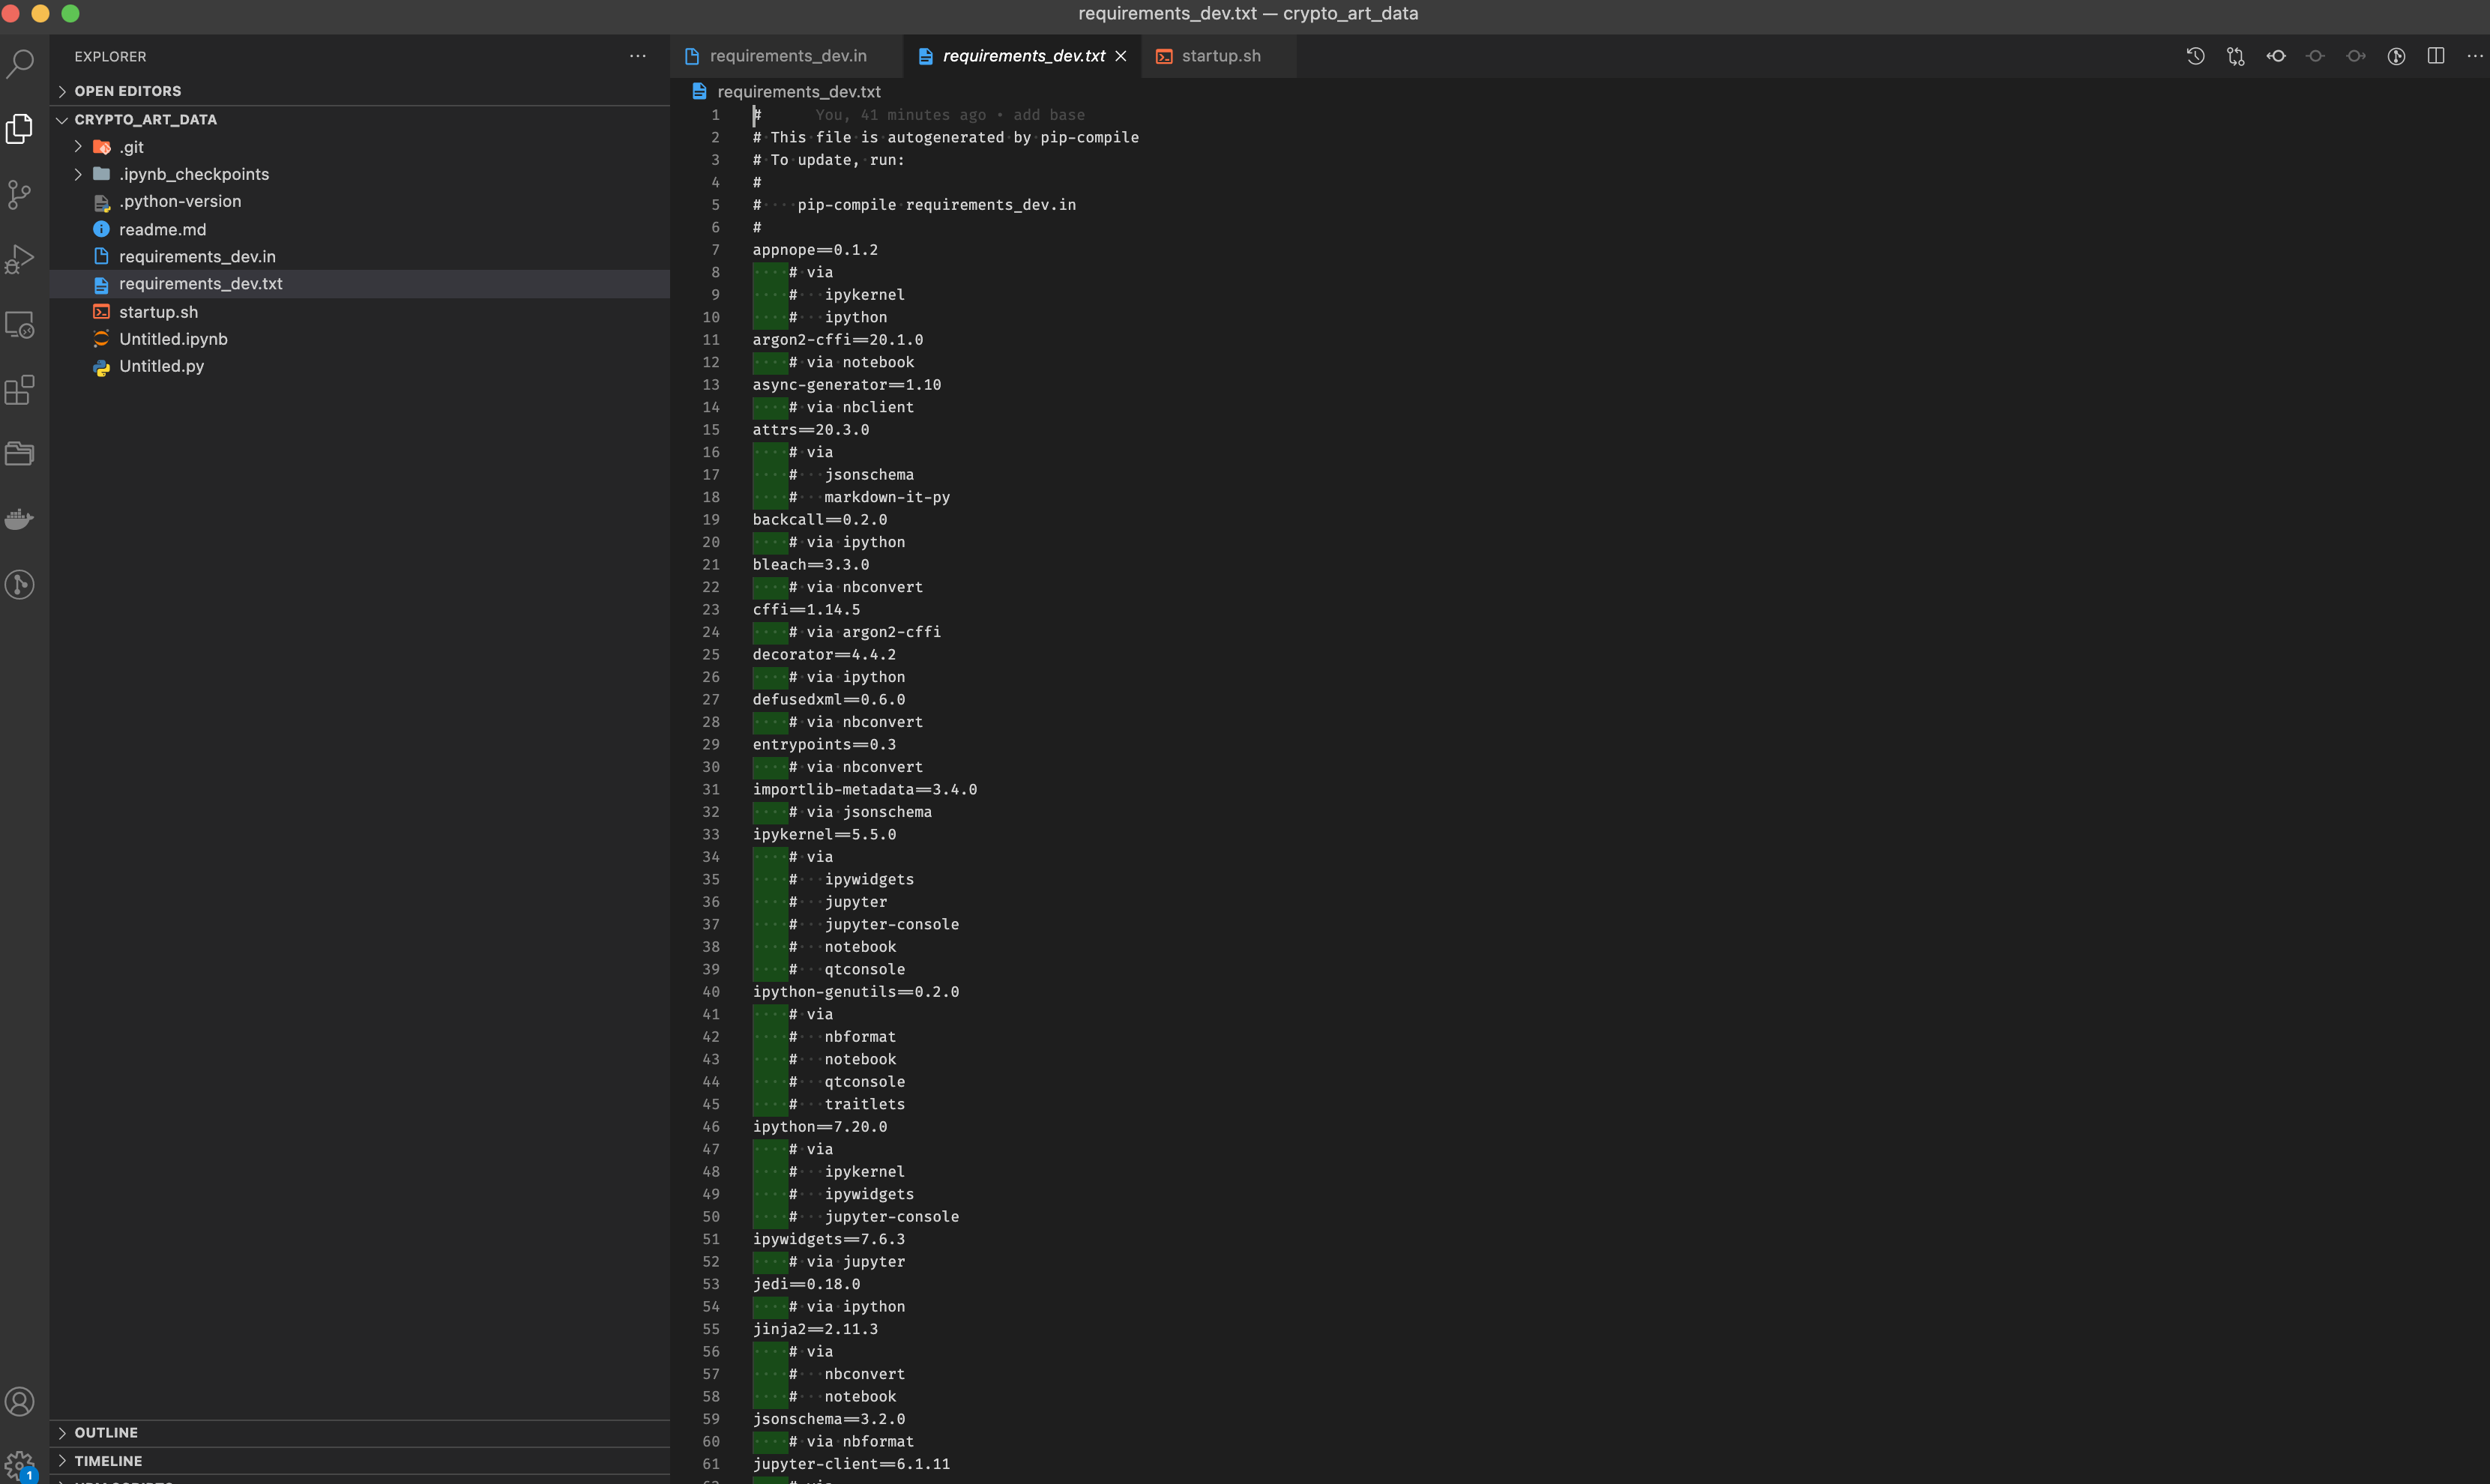 requirements_dev.txt — crypto_art_data
EXPLORER
OPEN EDITORS
CRYPTO_ART_DATA
.git
.ipynb_checkpoints
.python-version
readme.md
requirements_dev.in
requirements_dev.txt
startup.sh
Untitled.ipynb
Untitled.py
OUTLINE
TIMELINE
1
requirements_dev.in
requirements_dev.txt
startup.sh
requirements_dev.txt
1 # You, 41 minutes ago • add base
2 # This file is autogenerated by pip-compile
3 # To update, run:
4 #
5 # pip-compile requirements_dev.in
6 #
7 appnope==0.1.2
8 # via
9 # ipykernel
10 # ipython
11 argon2-cffi==20.1.0
12 # via notebook
13 async-generator==1.10
14 # via nbclient
15 attrs==20.3.0
16 # via
17 # jsonschema
18 # markdown-it-py
19 backcall==0.2.0
20 # via ipython
21 bleach==3.3.0
22 # via nbconvert
23 cffi==1.14.5
24 # via argon2-cffi
25 decorator==4.4.2
26 # via ipython
27 defusedxml==0.6.0
28 # via nbconvert
29 entrypoints==0.3
30 # via nbconvert
31 importlib-metadata==3.4.0
32 # via jsonschema
33 ipykernel==5.5.0
34 # via
35 # ipywidgets
36 # jupyter
37 # jupyter-console
38 # notebook
39 # qtconsole
40 ipython-genutils==0.2.0
41 # via
42 # nbformat
43 # notebook
44 # qtconsole
45 # traitlets
46 ipython==7.20.0
47 # via
48 # ipykernel
49 # ipywidgets
50 # jupyter-console
51 ipywidgets==7.6.3
52 # via jupyter
53 jedi==0.18.0
54 # via ipython
55 jinja2==2.11.3
56 # via
57 # nbconvert
58 # notebook
59 jsonschema==3.2.0
60 # via nbformat
61 jupyter-client==6.1.11